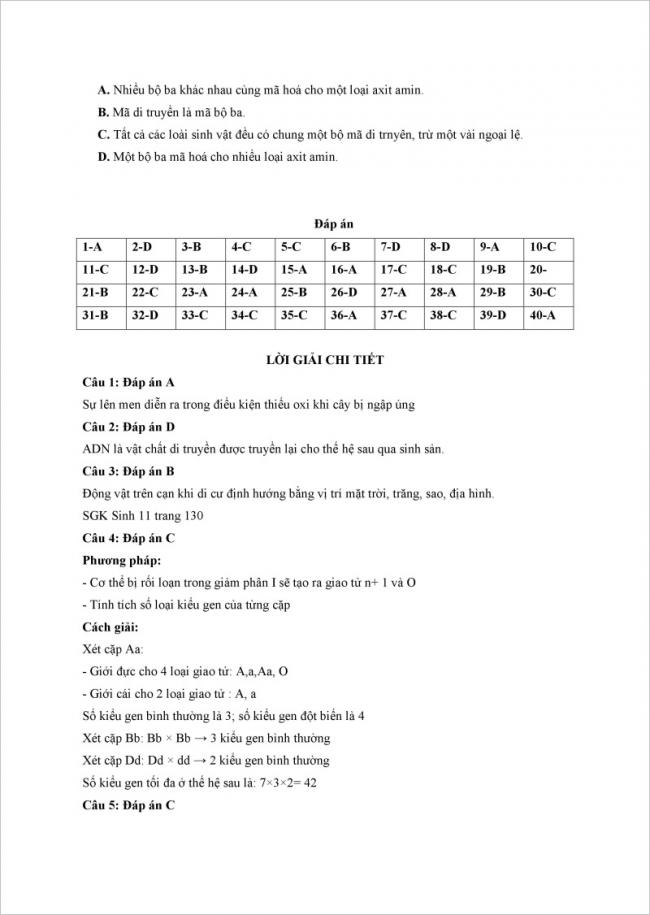 A. Nhiều bộ ba khác nhau cùng mã hoá cho một loại axit amin.
B. Mã di truyền là mã bộ ba.
C. Tất cả các loài sinh vật đều có chung một bộ mã di trnyên, trừ một vài ngoại lệ.
D. Một bộ ba mã hoá cho nhiều loại axit amin.
Đáp án
1-A 2-D 3-B 4-C 5-C 6-B 7-D 8-D 9-A 10-C
11-C 12-D 13-B 14-D 15-A 16-A 17-C 18-C 19-B 20-
21-B 22-C 23-A 24-A 25-B 26-D 27-A 28-A 29-B 30-C
31-B 32-D 33-C 34-C 35-C 36-A 37-C 38-C 39-D 40-A
LỜI GIẢI CHI TIẾT
Câu 1: Đáp án A
Sự lên men diễn ra trong điều kiện thiếu oxi khi cây bị ngập úng
Câu 2: Đáp án D
ADN là vật chất di truyền được truyền lại cho thế hệ sau qua sinh sản.
Câu 3: Đáp án B
Động vật trên cạn khi di cư định hướng bằng vị trí mặt trời, trăng, sao, địa hình.
SGK Sinh 11 trang 130
Câu 4: Đáp án C
Phương pháp:
- Cơ thể bị rối loạn trong giảm phân I sẽ tạo ra giao tử n+ 1 và O
- Tính tích số loại kiểu gen của từng cặp
Cách giải:
Xét cặp Aa:
- Giới đực cho 4 loại giao tử: A,a,Aa, O
- Giới cái cho 2 loại giao tử : A, a
Số kiểu gen bình thường là 3; số kiểu gen đột biến là 4
Xét cặp Bb: Bb × Bb → 3 kiểu gen bình thường
Xét cặp Dd: Dd × dd → 2 kiểu gen bình thường
Số kiểu gen tối đa ở thế hệ sau là: 7×3×2= 42
Câu 5: Đáp án C